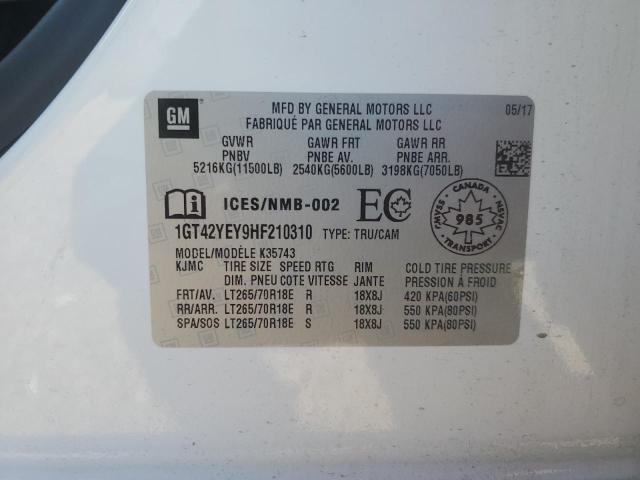 GM
MFD BY GENERAL MOTORS LLC 05/17
FABRIQUÉ PAR GENERAL MOTORS LLC
GVWR GAWR FRT GAWR RR
PNBV PNBE AV. PNBE ARR.
5216KG(11500LB) 2540KG(5600LB) 3198KG(7050LB)
ICES/NMB-002 EC
CANADA
CMVSS 985 NSVAC
TRANSPORT
1GT42YEY9HF210310 TYPE: TRU/CAM
MODEL/MODÈLE K35743
KJMC TIRE SIZE SPEED RTG RIM COLD TIRE PRESSURE
DIM. PNEU COTE VITESSE JANTE PRESSION À FROID
FRT/AV. LT265/70R18E R 18X8J 420 KPA(60PSI)
RR/ARR. LT265/70R18E R 18X8J 550 KPA(80PSI)
SPA/SOS LT265/70R18E S 18X8J 550 KPA(80PSI)